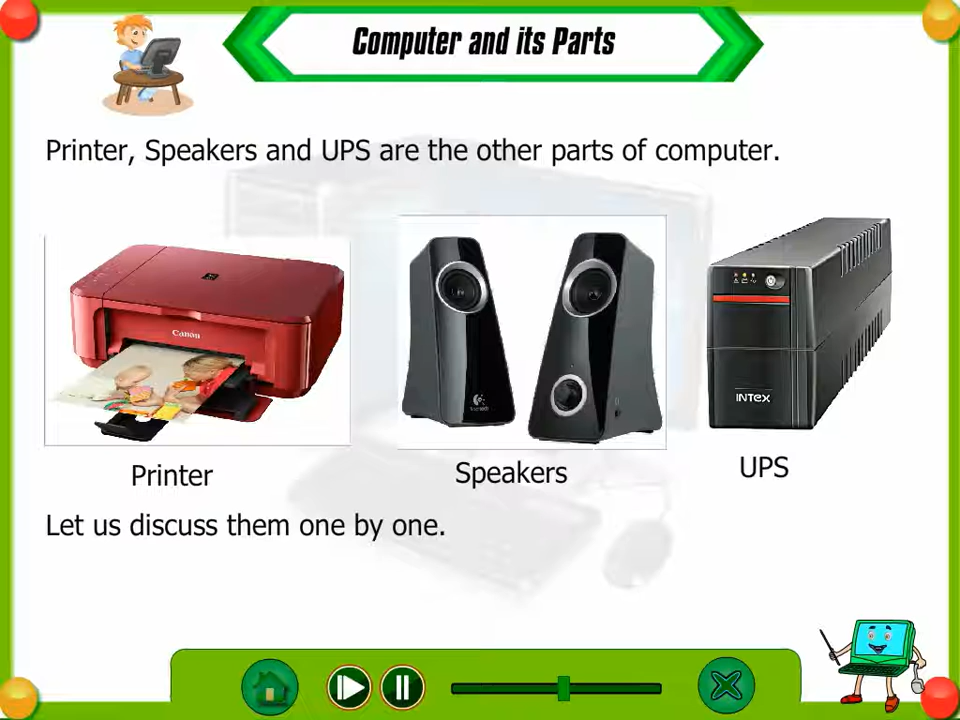 Computer and its Parts
Printer, Speakers and UPS are the other parts of computer.
Canon
INTEX
Printer
Speakers
UPS
Let us discuss them one by one.